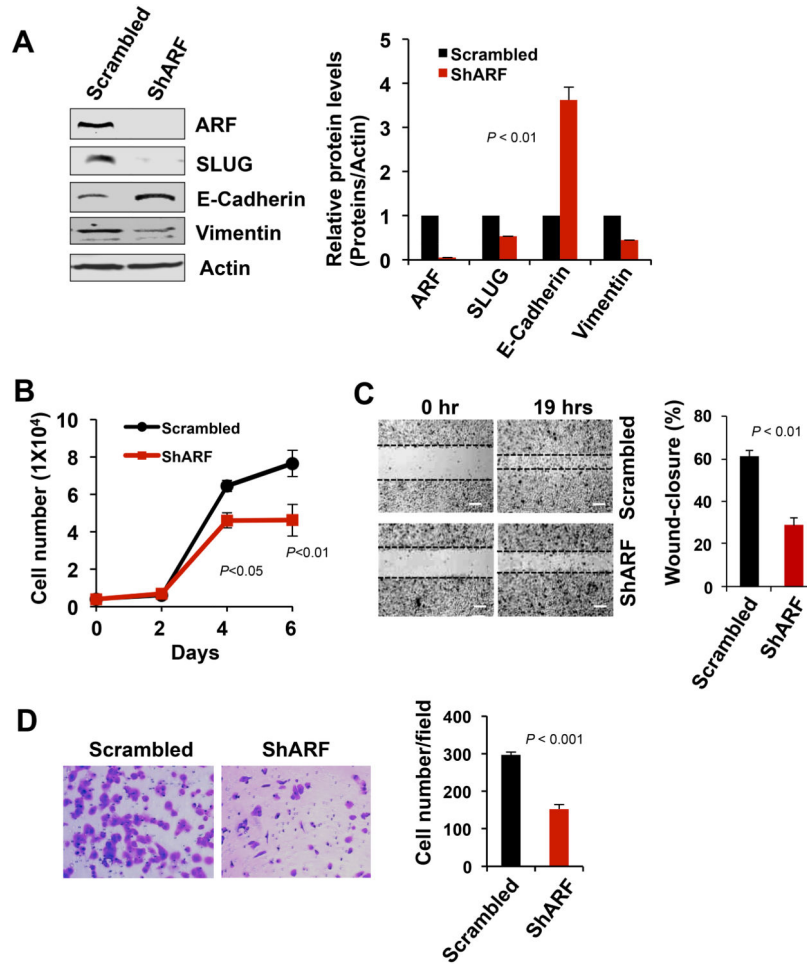 A
Scrambled
ShARF
ARF
SLUG
E-Cadherin
Vimentin
Actin
Relative protein levels
(Proteins/Actin)
5
4
3
2
1
0
Scrambled
ShARF
P < 0.01
ARF
SLUG
E-Cadherin
Vimentin
B
Cell number (1X10⁴)
10
8
6
4
2
0
Scrambled
ShARF
P<0.05
P<0.01
0
2
4
6
Days
C
0 hr
19 hrs
Scrambled
ShARF
Wound-closure (%)
80
60
40
20
0
P < 0.01
Scrambled
ShARF
D
Scrambled
ShARF
Cell number/field
400
300
200
100
0
P < 0.001
Scrambled
ShARF